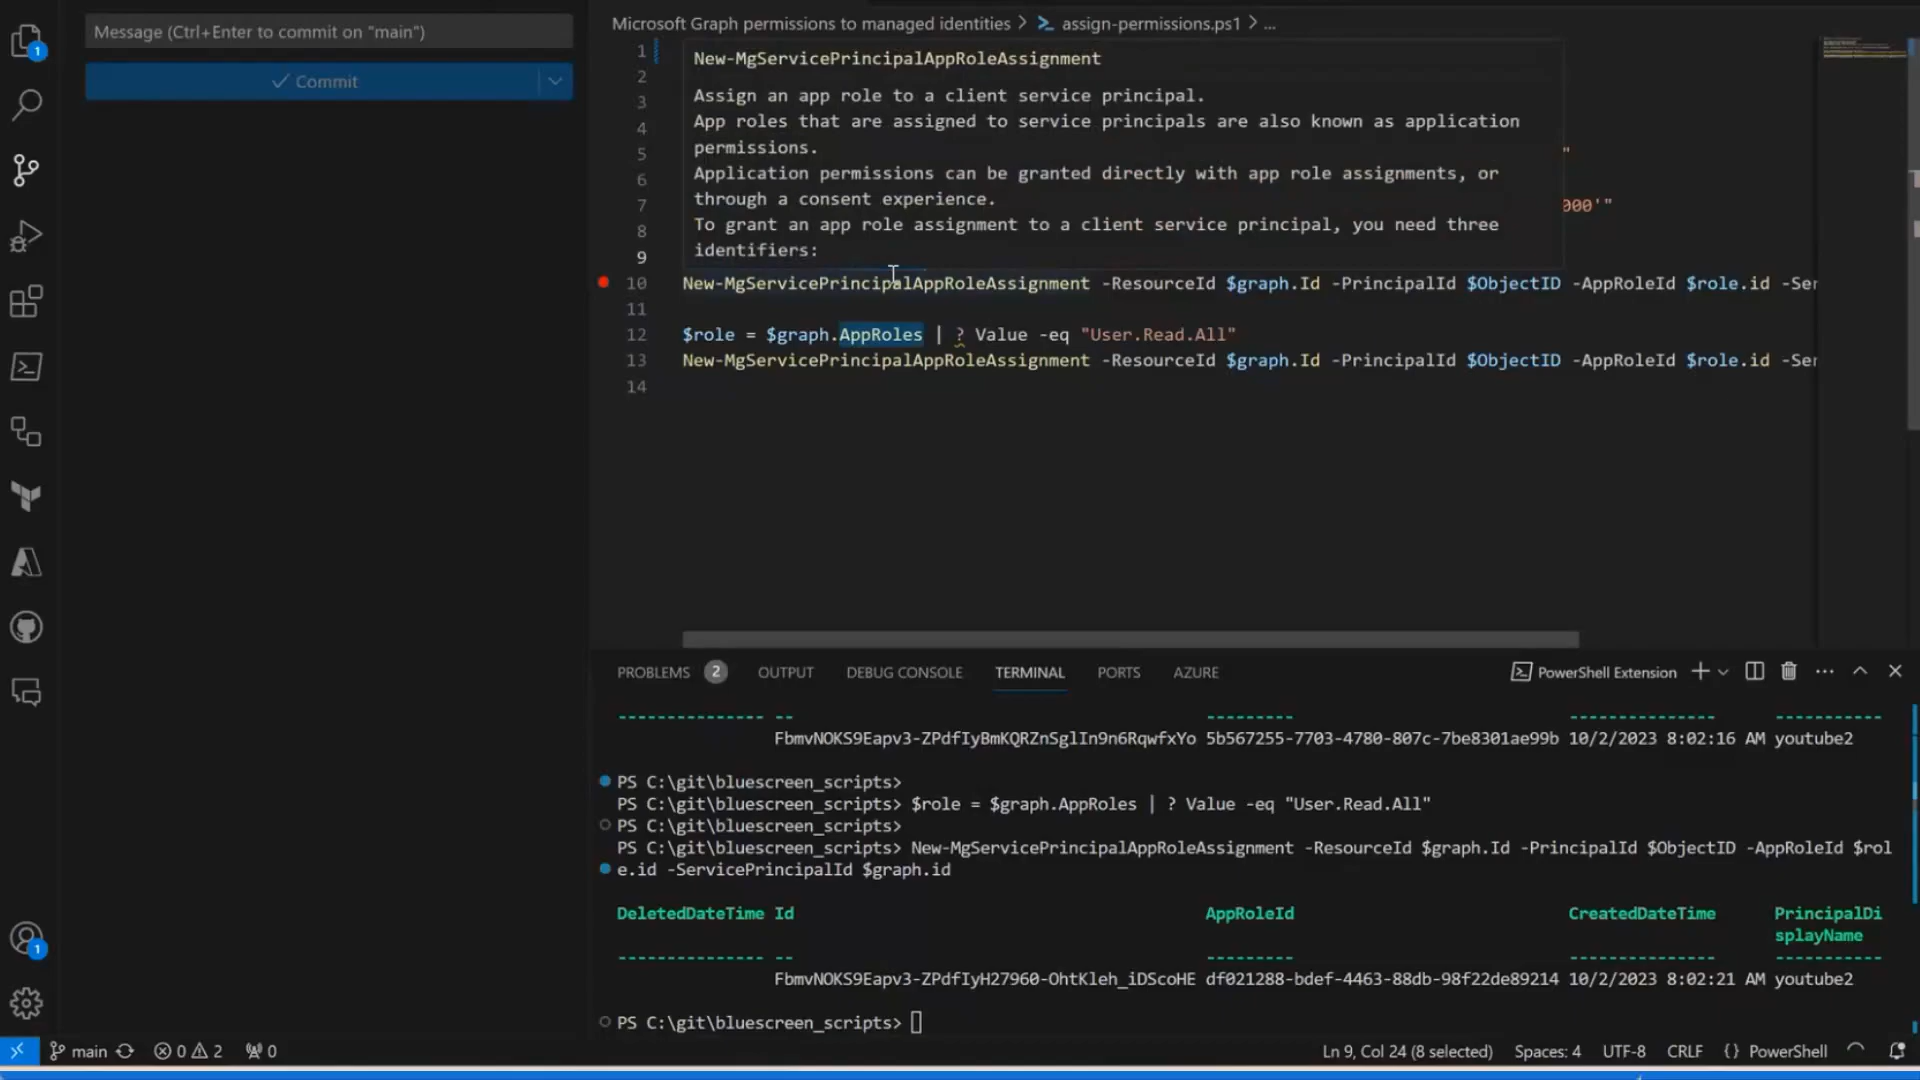 1
Message (Ctrl+Enter to commit on "main")
Commit
Microsoft Graph permissions to managed identities > assign-permissions.ps1 > ...
1
New-MgServicePrincipalAppRoleAssignment
2
3
Assign an app role to a client service principal.
4
App roles that are assigned to service principals are also known as application
5
permissions. "
6
Application permissions can be granted directly with app role assignments, or
7
through a consent experience. 000'"
8
To grant an app role assignment to a client service principal, you need three
9
identifiers:
10 New-MgServicePrincipalAppRoleAssignment -ResourceId $graph.Id -PrincipalId $ObjectID -AppRoleId $role.id -Ser
11
12 $role = $graph.AppRoles | ? Value -eq "User.Read.All"
13 New-MgServicePrincipalAppRoleAssignment -ResourceId $graph.Id -PrincipalId $ObjectID -AppRoleId $role.id -Ser
14
PROBLEMS 2 OUTPUT DEBUG CONSOLE TERMINAL PORTS AZURE PowerShell Extension
--------------- -- --------- --------------- -----------
FbmvNOKS9Eapv3-ZPdfIyBmKQRZnSglIn9n6RqwfxYo 5b567255-7703-4780-807c-7be8301ae99b 10/2/2023 8:02:16 AM youtube2
PS C:\git\bluescreen_scripts>
PS C:\git\bluescreen_scripts> $role = $graph.AppRoles | ? Value -eq "User.Read.All"
PS C:\git\bluescreen_scripts>
PS C:\git\bluescreen_scripts> New-MgServicePrincipalAppRoleAssignment -ResourceId $graph.Id -PrincipalId $ObjectID -AppRoleId $rol
e.id -ServicePrincipalId $graph.id
DeletedDateTime Id AppRoleId CreatedDateTime PrincipalDi
splayName
--------------- -- --------- --------------- -----------
FbmvNOKS9Eapv3-ZPdfIyH27960-OhtKleh_iDScoHE df021288-bdef-4463-88db-98f22de89214 10/2/2023 8:02:21 AM youtube2
PS C:\git\bluescreen_scripts>
1
main 0 2 0 Ln 9, Col 24 (8 selected) Spaces: 4 UTF-8 CRLF {} PowerShell